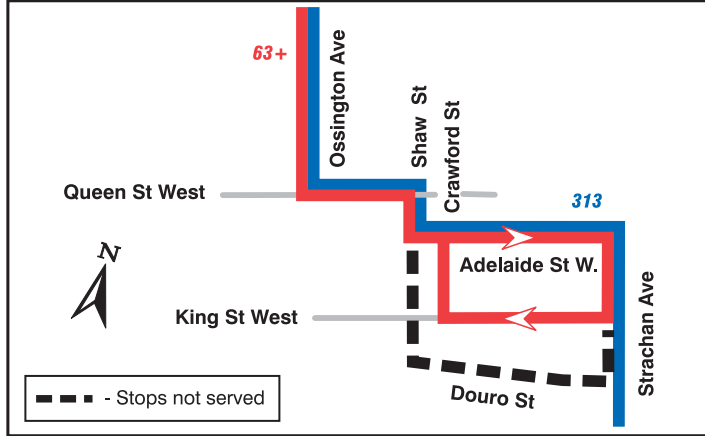 63+
Ossington Ave
Shaw St
Crawford St
Queen St West
313
N
Adelaide St W.
King St West
Strachan Ave
Douro St
- Stops not served